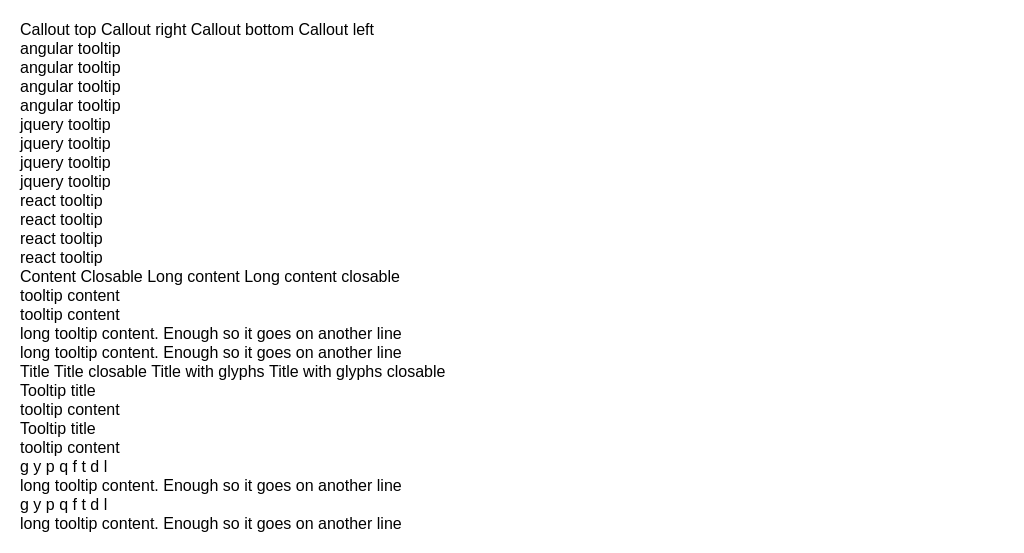 Callout top Callout right Callout bottom Callout left
angular tooltip
angular tooltip
angular tooltip
angular tooltip
jquery tooltip
jquery tooltip
jquery tooltip
jquery tooltip
react tooltip
react tooltip
react tooltip
react tooltip
Content Closable Long content Long content closable
tooltip content
tooltip content
long tooltip content. Enough so it goes on another line
long tooltip content. Enough so it goes on another line
Title Title closable Title with glyphs Title with glyphs closable
Tooltip title
tooltip content
Tooltip title
tooltip content
g y p q f t d l
long tooltip content. Enough so it goes on another line
g y p q f t d l
long tooltip content. Enough so it goes on another line